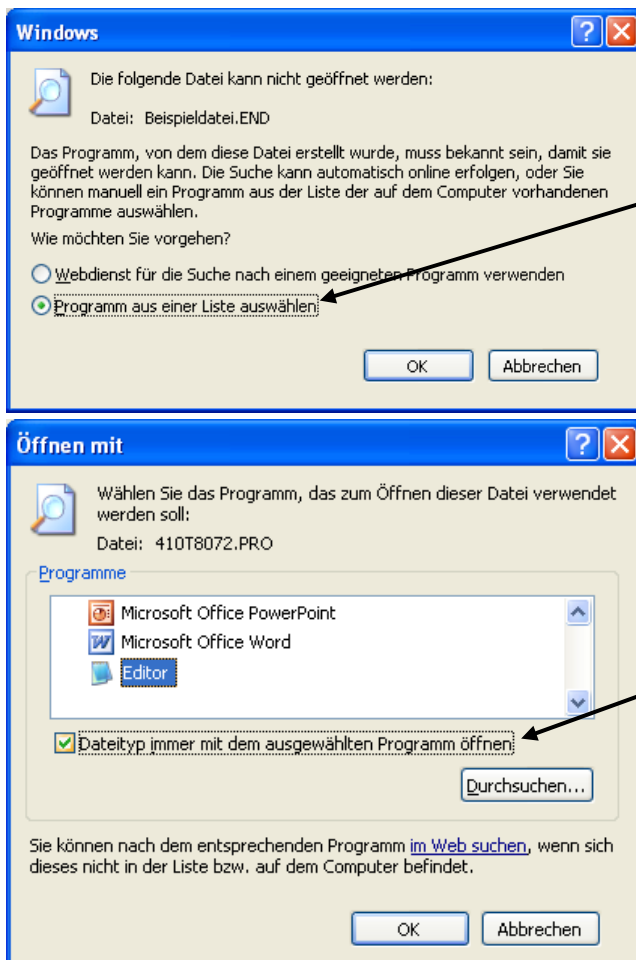 Windows
Die folgende Datei kann nicht geöffnet werden:
Datei: Beispieldatei.END
Das Programm, von dem diese Datei erstellt wurde, muss bekannt sein, damit sie
geöffnet werden kann. Die Suche kann automatisch online erfolgen, oder Sie
können manuell ein Programm aus der Liste der auf dem Computer vorhandenen
Programme auswählen.
Wie möchten Sie vorgehen?
Webdienst für die Suche nach einem geeigneten Programm verwenden
Programm aus einer Liste auswählen
OK Abbrechen
Öffnen mit
Wählen Sie das Programm, das zum Öffnen dieser Datei verwendet
werden soll:
Datei: 410T8072.PRO
Programme
Microsoft Office PowerPoint
Microsoft Office Word
Editor
Dateityp immer mit dem ausgewählten Programm öffnen
Durchsuchen...
Sie können nach dem entsprechenden Programm im Web suchen, wenn sich
dieses nicht in der Liste bzw. auf dem Computer befindet.
OK Abbrechen